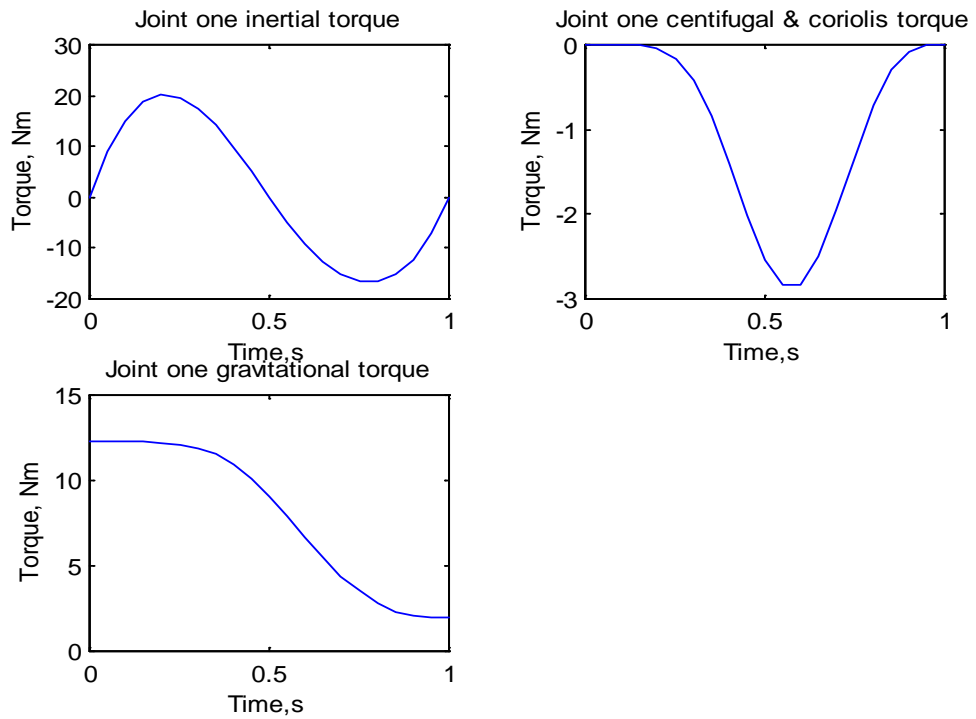 Joint one inertial torque
30
20
10
0
-10
-20
Torque, Nm
0 0.5 1
Time,s
Joint one centifugal & coriolis torque
0
-1
-2
-3
Torque, Nm
0 0.5 1
Time,s
Joint one gravitational torque
15
10
5
0
Torque, Nm
0 0.5 1
Time,s